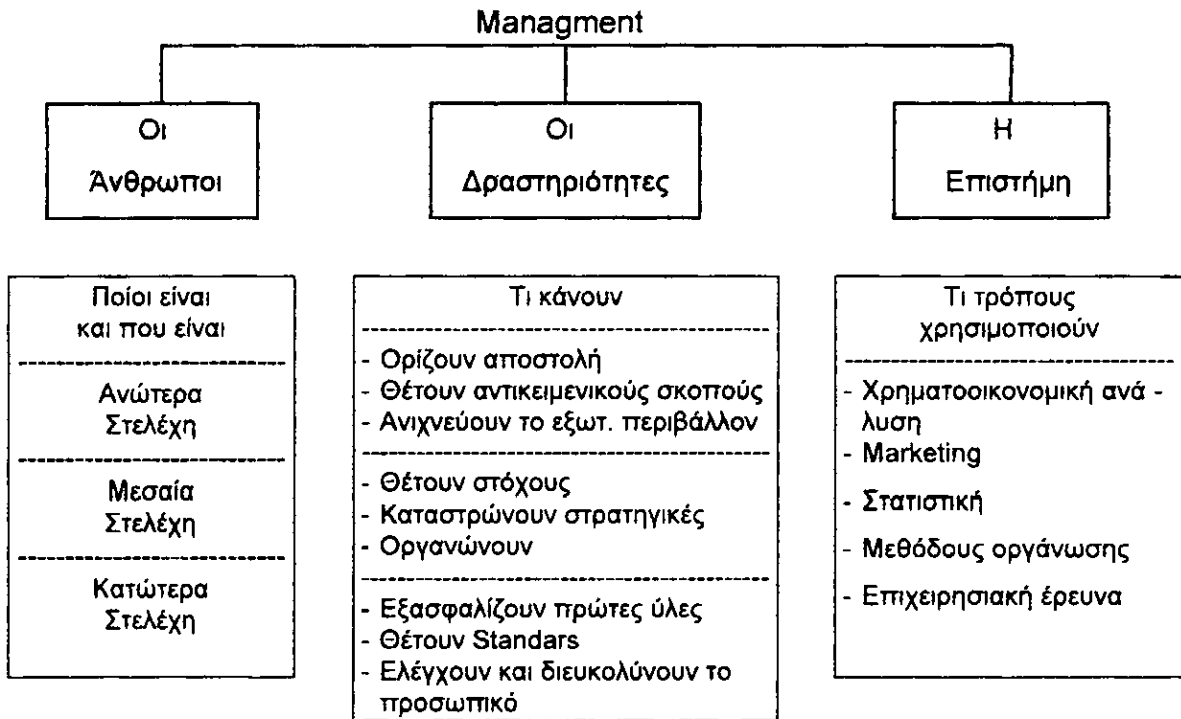 Managment
Οι
Άνθρωποι
Οι
Δραστηριότητες
Η
Επιστήμη
Ποίοι είναι
και που είναι
Ανώτερα
Στελέχη
Μεσαία
Στελέχη
Κατώτερα
Στελέχη
Τι κάνουν
- Ορίζουν αποστολή
- Θέτουν αντικειμενικούς σκοπούς
- Ανιχνεύουν το εξωτ. περιβάλλον
- Θέτουν στόχους
- Καταστρώνουν στρατηγικές
- Οργανώνουν
- Εξασφαλίζουν πρώτες ύλες
- Θέτουν Standars
- Ελέγχουν και διευκολύνουν το
προσωπικό
Τι τρόπους
χρησιμοποιούν
- Χρηματοοικονομική ανά -
λυση
- Marketing
- Στατιστική
- Μεθόδους οργάνωσης
- Επιχειρησιακή έρευνα